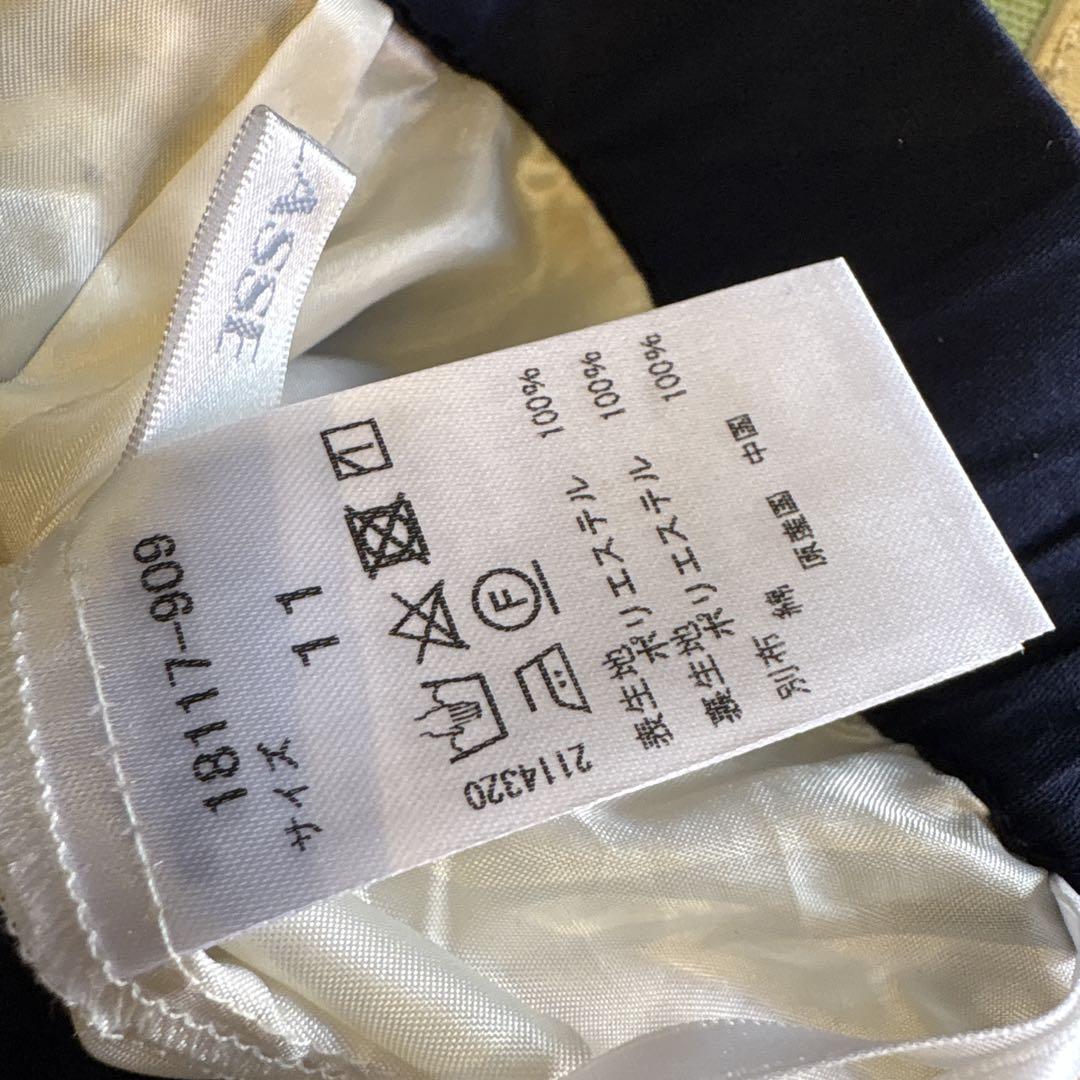 ASSE
18117--909
サイズ 11
F
2114320
表生地 ポリエステル 100%
裏生地 ポリエステル 100%
別布 綿 100%
原産国 中国